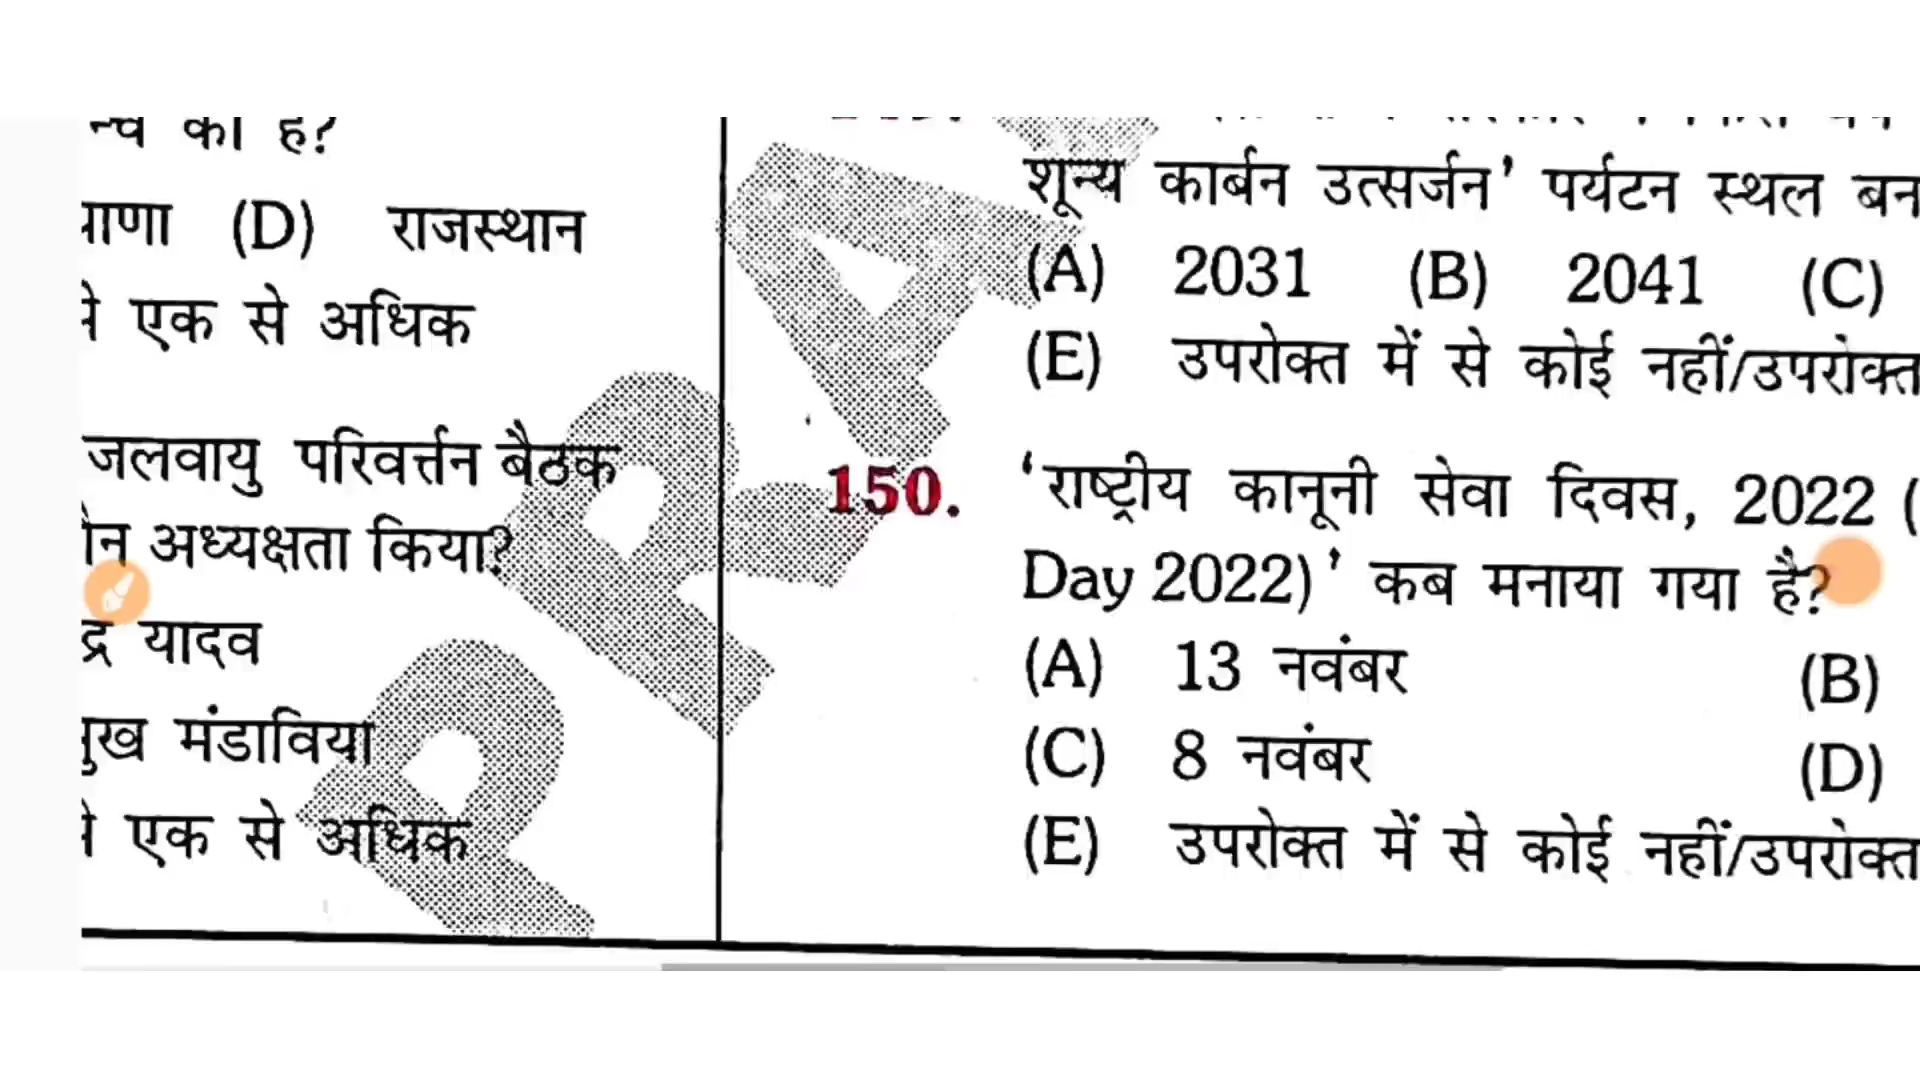 की है?
(D) राजस्थान
एक से अधिक
जलवायु परिवर्त्तन बैठक
अध्यक्षता किया?
यादव
मंडाविया
एक से अधिक
शून्य कार्बन उत्सर्जन’ पर्यटन स्थल बन
(A) 2031 (B) 2041 (C)
(E) उपरोक्त में से कोई नहीं/उपरोक्त
150. ‘राष्ट्रीय कानूनी सेवा दिवस, 2022 (
Day 2022)’ कब मनाया गया है?
(A) 13 नवंबर (B)
(C) 8 नवंबर (D)
(E) उपरोक्त में से कोई नहीं/उपरोक्त